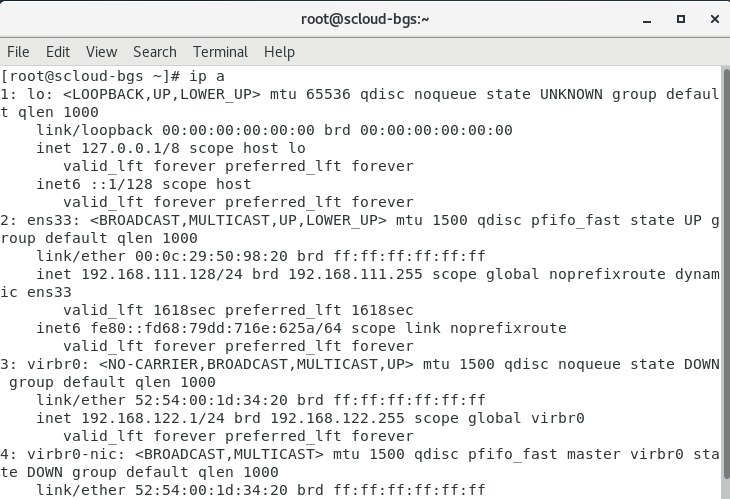 root@scloud-bgs:~
File Edit View Search Terminal Help
[root@scloud-bgs ~]# ip a
1: lo: <LOOPBACK,UP,LOWER_UP> mtu 65536 qdisc noqueue state UNKNOWN group defaul
t qlen 1000
    link/loopback 00:00:00:00:00:00 brd 00:00:00:00:00:00
    inet 127.0.0.1/8 scope host lo
       valid_lft forever preferred_lft forever
    inet6 ::1/128 scope host
       valid_lft forever preferred_lft forever
2: ens33: <BROADCAST,MULTICAST,UP,LOWER_UP> mtu 1500 qdisc pfifo_fast state UP g
roup default qlen 1000
    link/ether 00:0c:29:50:98:20 brd ff:ff:ff:ff:ff:ff
    inet 192.168.111.128/24 brd 192.168.111.255 scope global noprefixroute dynam
ic ens33
       valid_lft 1618sec preferred_lft 1618sec
    inet6 fe80::fd68:79dd:716e:625a/64 scope link noprefixroute
       valid_lft forever preferred_lft forever
3: virbr0: <NO-CARRIER,BROADCAST,MULTICAST,UP> mtu 1500 qdisc noqueue state DOWN
 group default qlen 1000
    link/ether 52:54:00:1d:34:20 brd ff:ff:ff:ff:ff:ff
    inet 192.168.122.1/24 brd 192.168.122.255 scope global virbr0
       valid_lft forever preferred_lft forever
4: virbr0-nic: <BROADCAST,MULTICAST> mtu 1500 qdisc pfifo_fast master virbr0 sta
te DOWN group default qlen 1000
    link/ether 52:54:00:1d:34:20 brd ff:ff:ff:ff:ff:ff